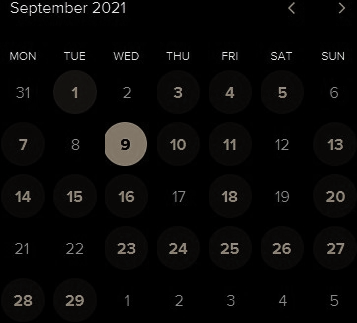 September 2021
MON TUE WED THU FRI SAT SUN
31 1 2 3 4 5 6
7 8 9 10 11 12 13
14 15 16 17 18 19 20
21 22 23 24 25 26 27
28 29 1 2 3 4 5